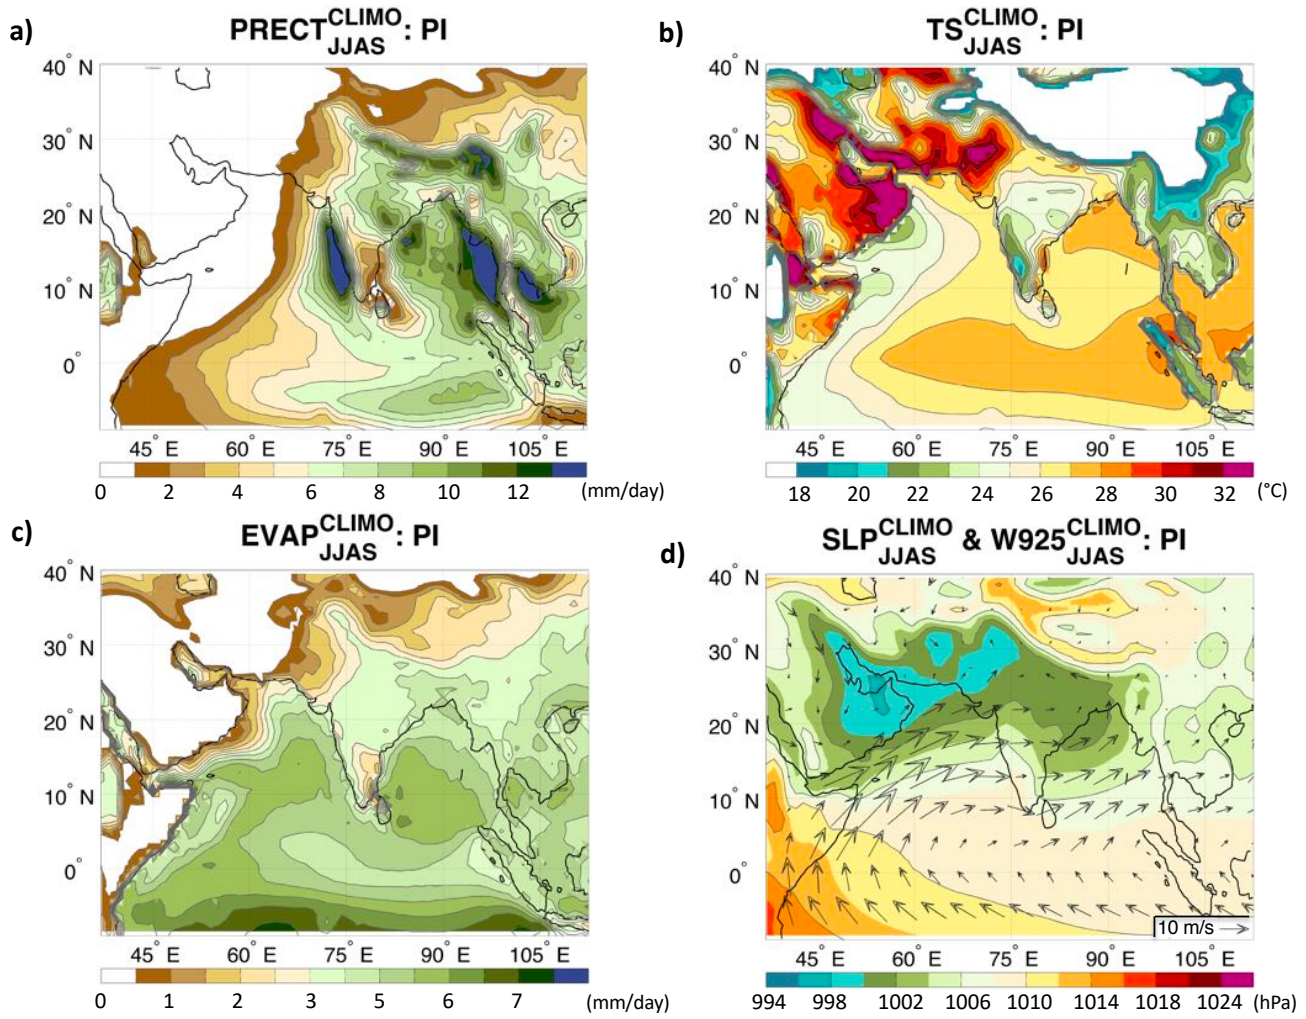 a) PRECT CLIMO JJAS : PI
40° N
30° N
20° N
10° N
0°
45° E 60° E 75° E 90° E 105° E
0 2 4 6 8 10 12 (mm/day)
b) TS CLIMO JJAS : PI
40° N
30° N
20° N
10° N
0°
45° E 60° E 75° E 90° E 105° E
18 20 22 24 26 28 30 32 (°C)
c) EVAP CLIMO JJAS : PI
40° N
30° N
20° N
10° N
0°
45° E 60° E 75° E 90° E 105° E
0 1 2 3 5 6 7 (mm/day)
d) SLP CLIMO JJAS & W925 CLIMO JJAS : PI
40° N
30° N
20° N
10° N
0°
10 m/s
45° E 60° E 75° E 90° E 105° E
994 998 1002 1006 1010 1014 1018 1024 (hPa)